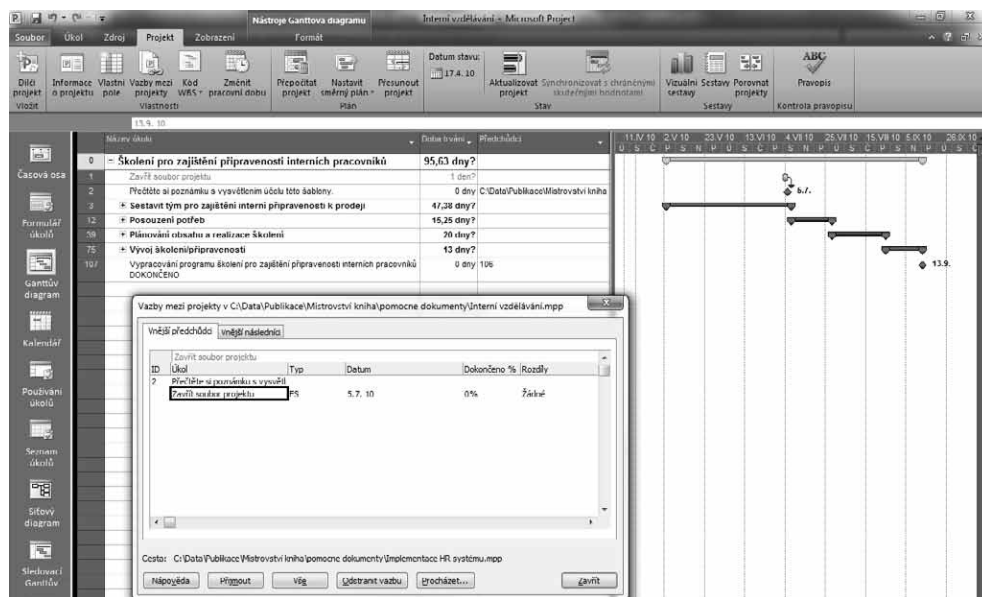 Nástroje Ganttova diagramu
Interní vzdělávání - Microsoft Project
Soubor Úkol Zdroj Projekt Zobrazení Formát
Dílčí projekt
Informace o projektu
Vlastní pole
Vazby mezi projekty
Kód WBS
Změnit pracovní dobu
Přepočítat projekt
Nastavit směrný plán
Přesunout projekt
Datum stavu:
17.4. 10
Aktualizovat projekt
Synchronizovat s chráněnými skutečnými hodnotami
Vizuální sestavy
Sestavy
Porovnat projekty
ABC
Pravopis
Vložit Vlastnosti Plán Stav Sestavy Kontrola pravopisu
13.9. 10
Název úkolu Doba trvání Předchůdci
11.IV 10 2.V 10 23.V 10 13.VI 10 4.VII 10 25.VII 10 15.VIII 10 5.IX 10 26.IX 10
0 Školení pro zajištění připravenosti interních pracovníků 95,63 dny?
1 Zavřít soubor projektu 1 den?
2 Přečtěte si poznámku s vysvětlením účelu této šablony. 0 dny C:\Data\Publikace\Mistrovství kniha
6.7.
3 Sestavit tým pro zajištění interní připravenosti k prodeji 47,38 dny?
12 Posouzení potřeb 15,25 dny?
59 Plánování obsahu a realizace školení 20 dny?
75 Vývoj školení/připravenosti 13 dny?
107 Vypracování programu školení pro zajištění připravenosti interních pracovníků DOKONČENO 0 dny 106
13.9.
Časová osa
Formulář úkolů
Ganttův diagram
Kalendář
Používání úkolů
Seznam úkolů
Síťový diagram
Sledovací Ganttův
Vazby mezi projekty v C:\Data\Publikace\Mistrovství kniha\pomocne dokumenty\Interní vzdělávání.mpp
Vnější předchůdci Vnější následníci
Zavřít soubor projektu
ID Úkol Typ Datum Dokončeno % Rozdíly
2 Přečtěte si poznámku s vysvětl
Zavřít soubor projektu FS 5.7. 10 0% Žádné
Cesta: C:\Data\Publikace\Mistrovství kniha\pomocne dokumenty\Implementace HR systému.mpp
Nápověda Přijmout Vše Odstranit vazbu Procházet... Zavřít